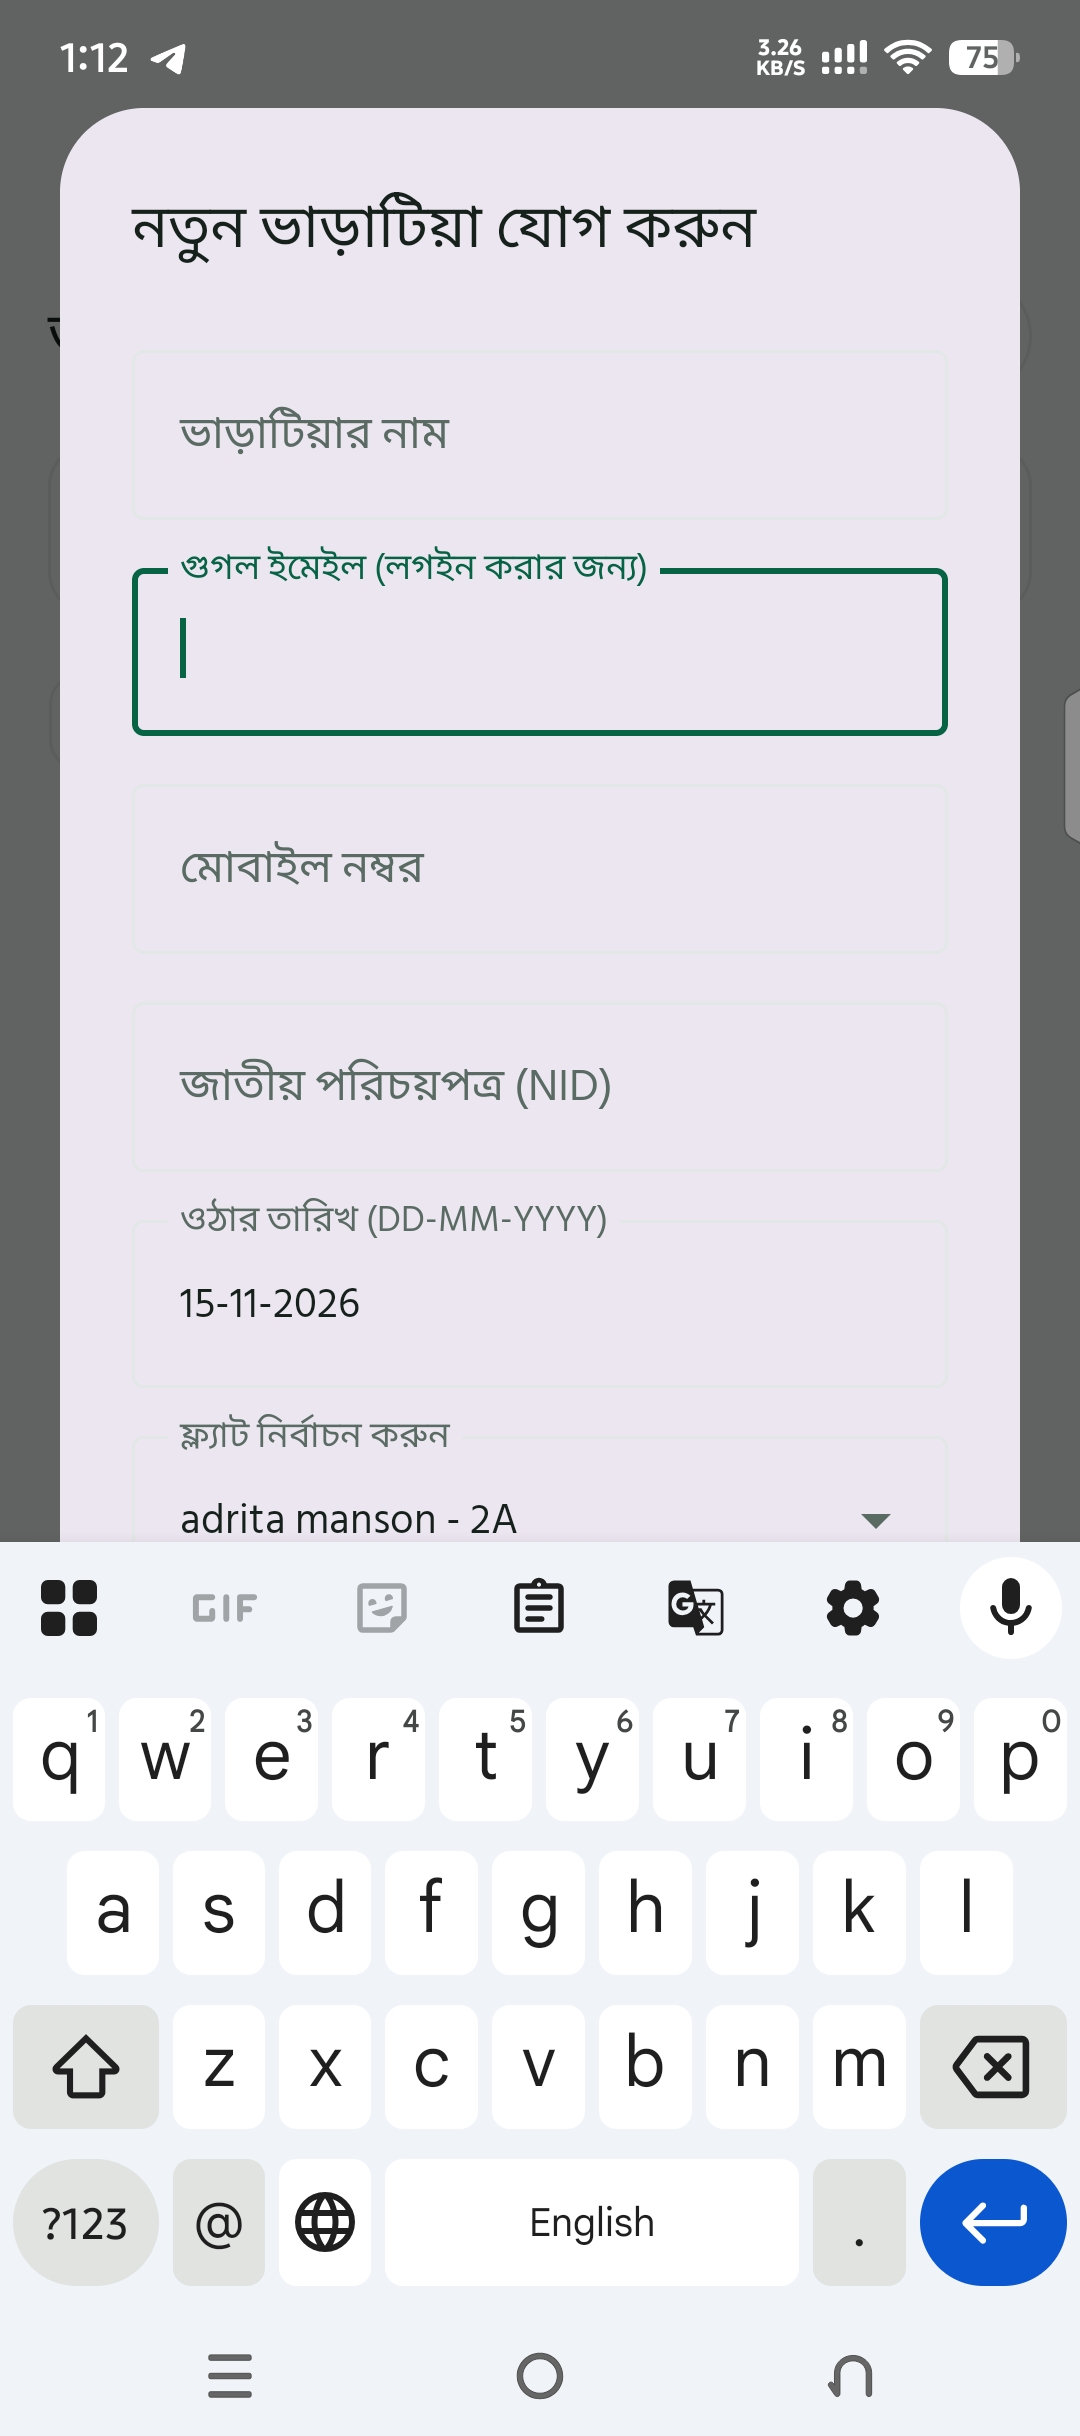 1:12
3.26
KB/S
75
নতুন ভাড়াটিয়া যোগ করুন
ভাড়াটিয়ার নাম
গুগল ইমেইল (লগইন করার জন্য)
মোবাইল নম্বর
জাতীয় পরিচয়পত্র (NID)
ওঠার তারিখ (DD-MM-YYYY)
15-11-2026
ফ্ল্যাট নির্বাচন করুন
adrita manson - 2A
GIF
q 1 w 2 e 3 r 4 t 5 y 6 u 7 i 8 o 9 p 0
a s d f g h j k l
z x c v b n m
?123 @ English .